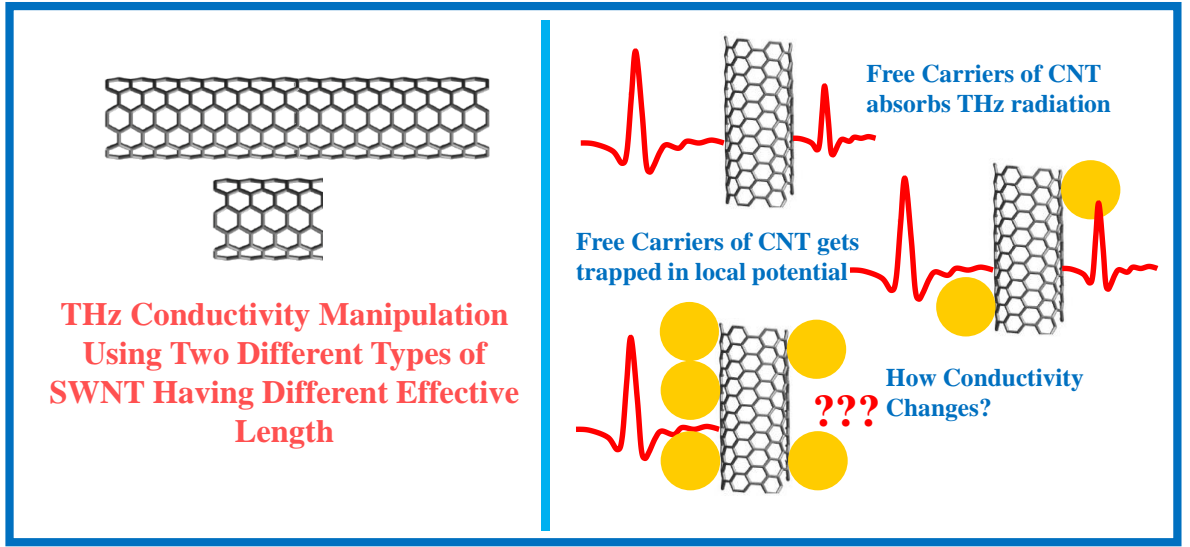 THz Conductivity Manipulation
Using Two Different Types of
SWNT Having Different Effective
Length
Free Carriers of CNT
absorbs THz radiation
Free Carriers of CNT gets
trapped in local potential
How Conductivity
Changes?
???